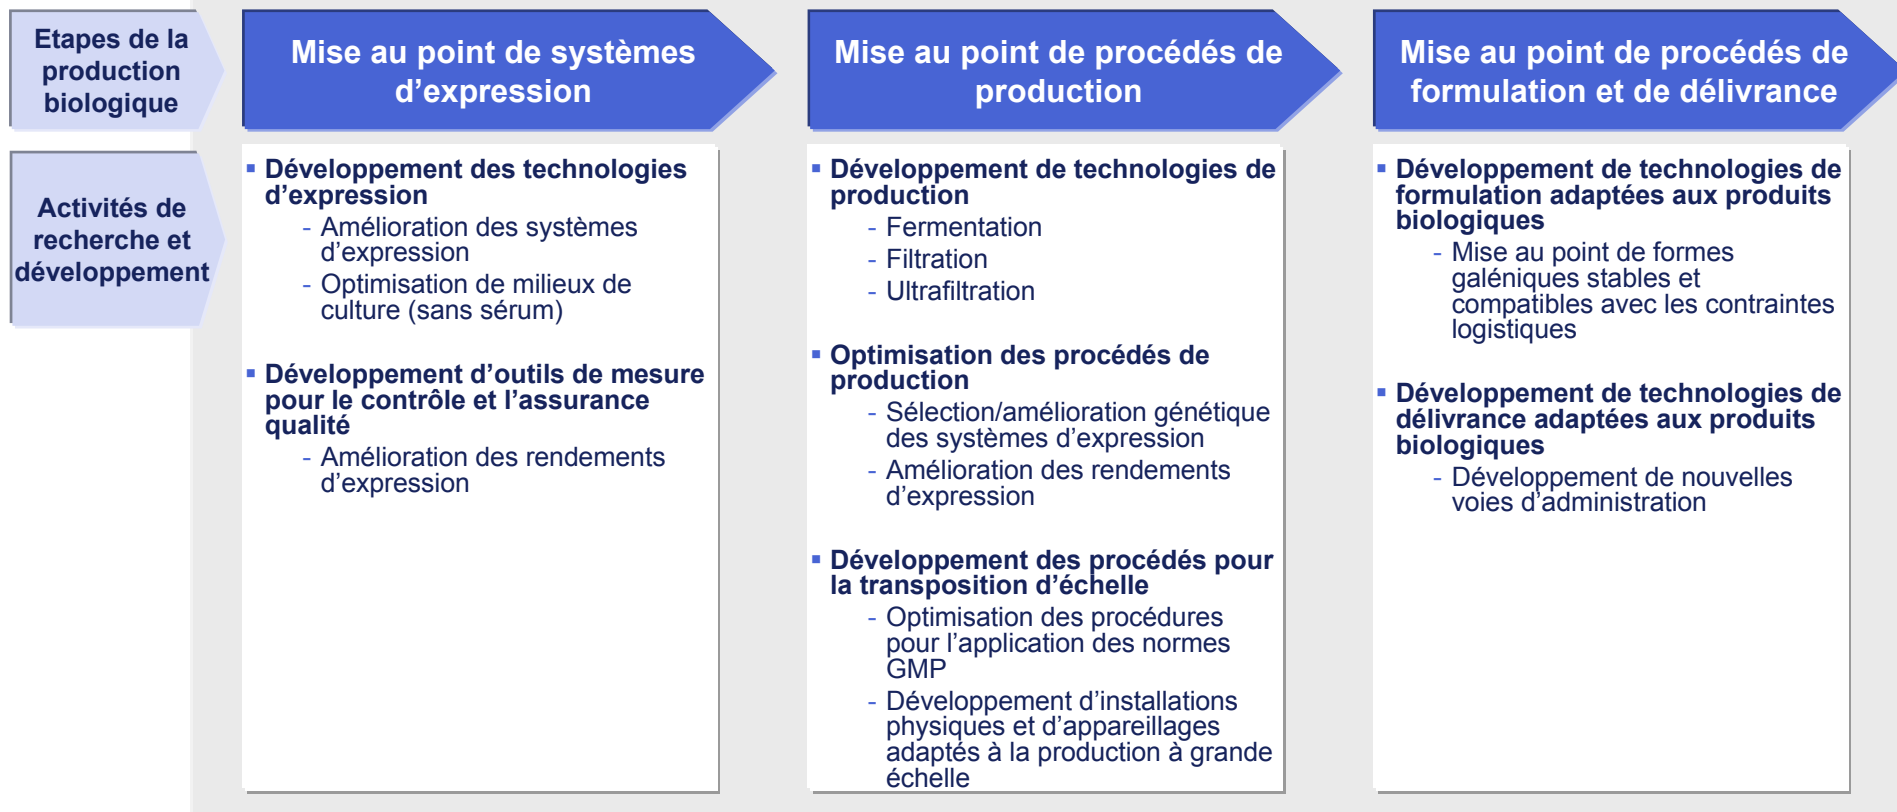 Etapes de la
production
biologique
Mise au point de systèmes
d’expression
Mise au point de procédés de
production
Mise au point de procédés de
formulation et de délivrance
Activités de
recherche et
développement
▪ Développement des technologies
d’expression
- Amélioration des systèmes
d’expression
- Optimisation de milieux de
culture (sans sérum)
▪ Développement d’outils de mesure
pour le contrôle et l’assurance
qualité
- Amélioration des rendements
d’expression
▪ Développement de technologies de
production
- Fermentation
- Filtration
- Ultrafiltration
▪ Optimisation des procédés de
production
- Sélection/amélioration génétique
des systèmes d’expression
- Amélioration des rendements
d’expression
▪ Développement des procédés pour
la transposition d’échelle
- Optimisation des procédures
pour l’application des normes
GMP
- Développement d’installations
physiques et d’appareillages
adaptés à la production à grande
échelle
▪ Développement de technologies de
formulation adaptées aux produits
biologiques
- Mise au point de formes
galéniques stables et
compatibles avec les contraintes
logistiques
▪ Développement de technologies de
délivrance adaptées aux produits
biologiques
- Développement de nouvelles
voies d’administration